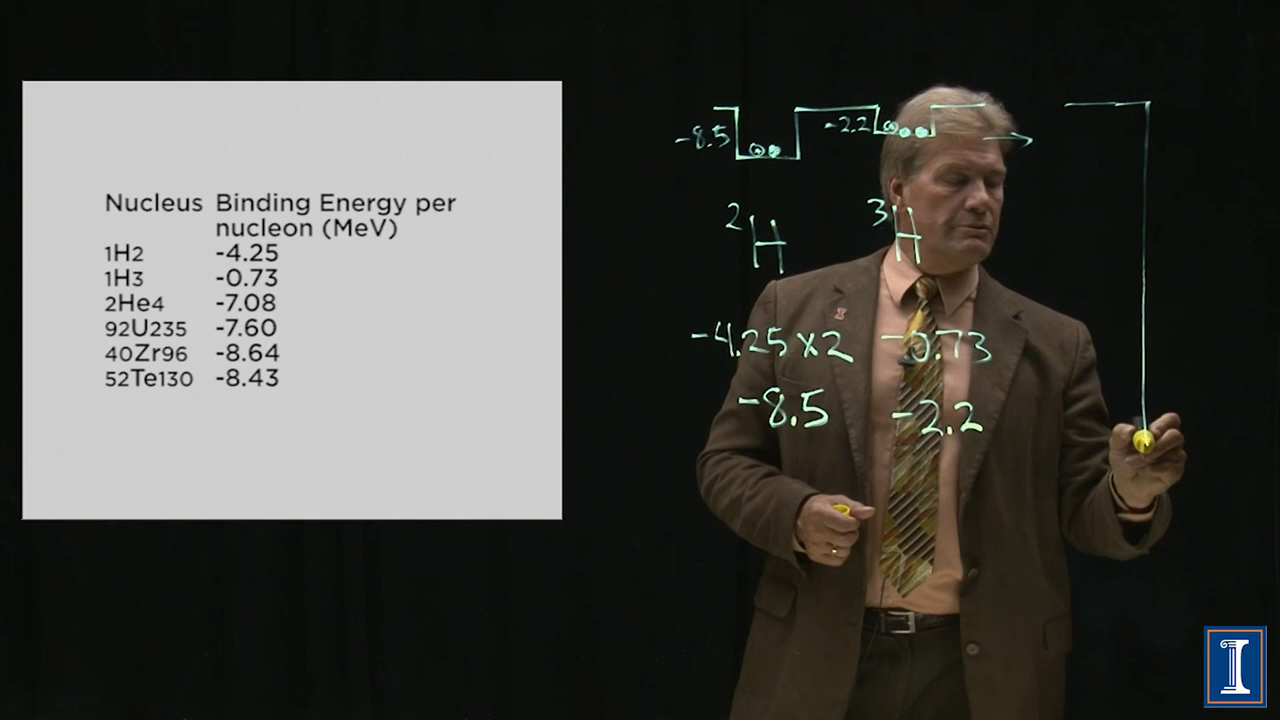 Nucleus Binding Energy per
nucleon (MeV)
1H2 -4.25
1H3 -0.73
2He4 -7.08
92U235 -7.60
40Zr96 -8.64
52Te130 -8.43
-8.5 -2.2
2H 3H
-4.25x2 -0.73
-8.5 -2.2
I